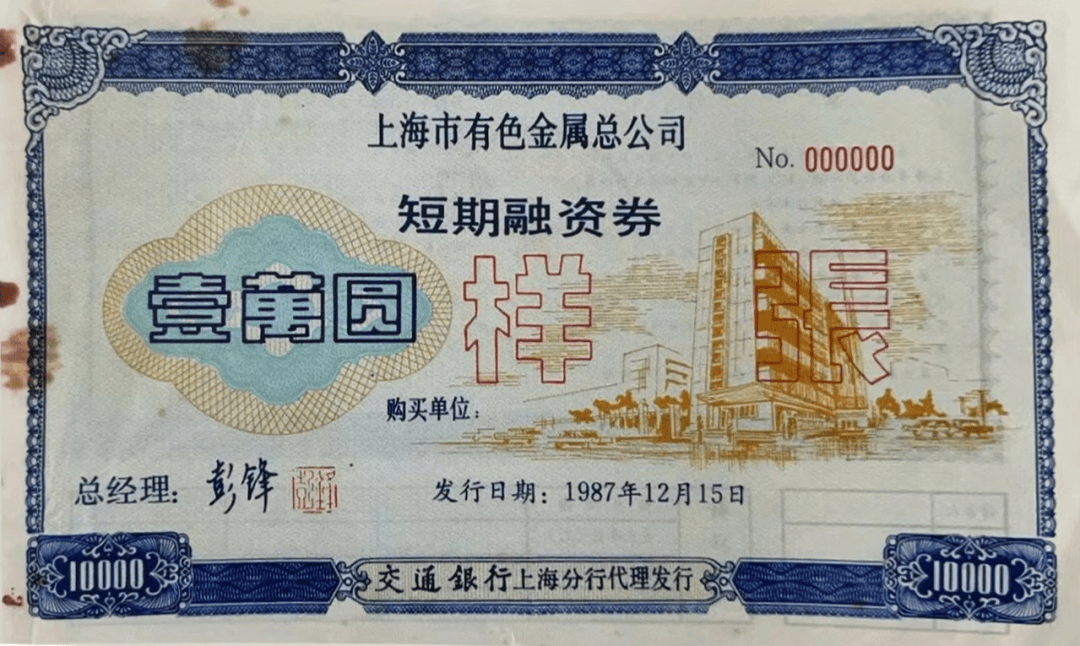 上海市有色金属总公司
No. 000000
短期融资券
壹萬圆
样张
购买单位：
总经理：彭锋
发行日期：1987年12月15日
10000
交通銀行上海分行代理发行
10000